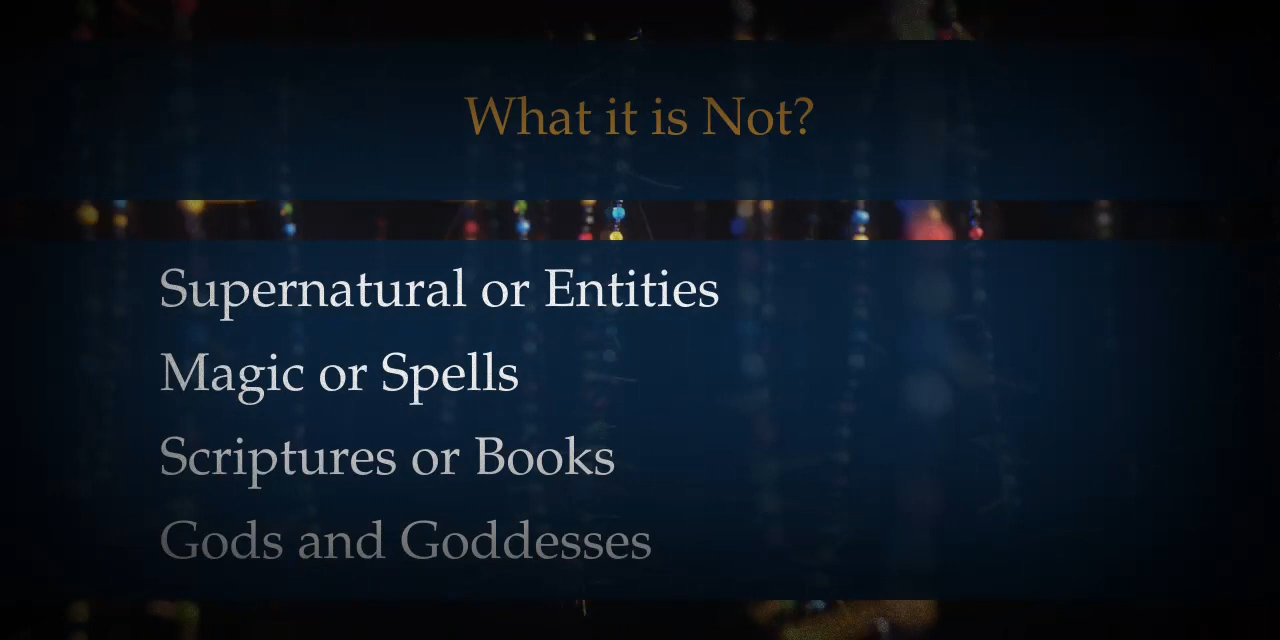 What it is Not?
Supernatural or Entities
Magic or Spells
Scriptures or Books
Gods and Goddesses